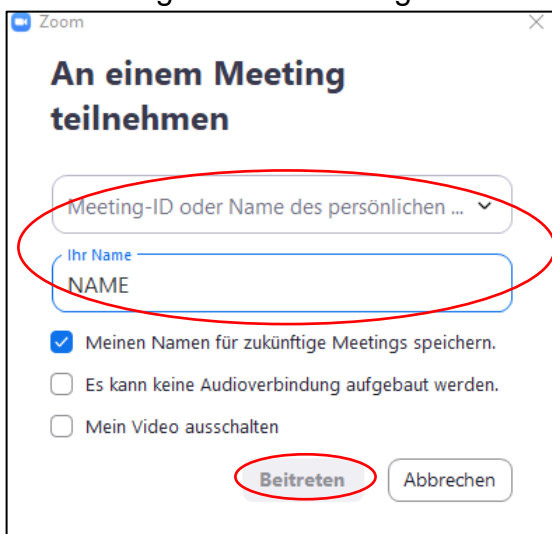 Zoom
An einem Meeting
teilnehmen
Meeting-ID oder Name des persönlichen ...
Ihr Name
NAME
Meinen Namen für zukünftige Meetings speichern.
Es kann keine Audioverbindung aufgebaut werden.
Mein Video ausschalten
Beitreten Abbrechen